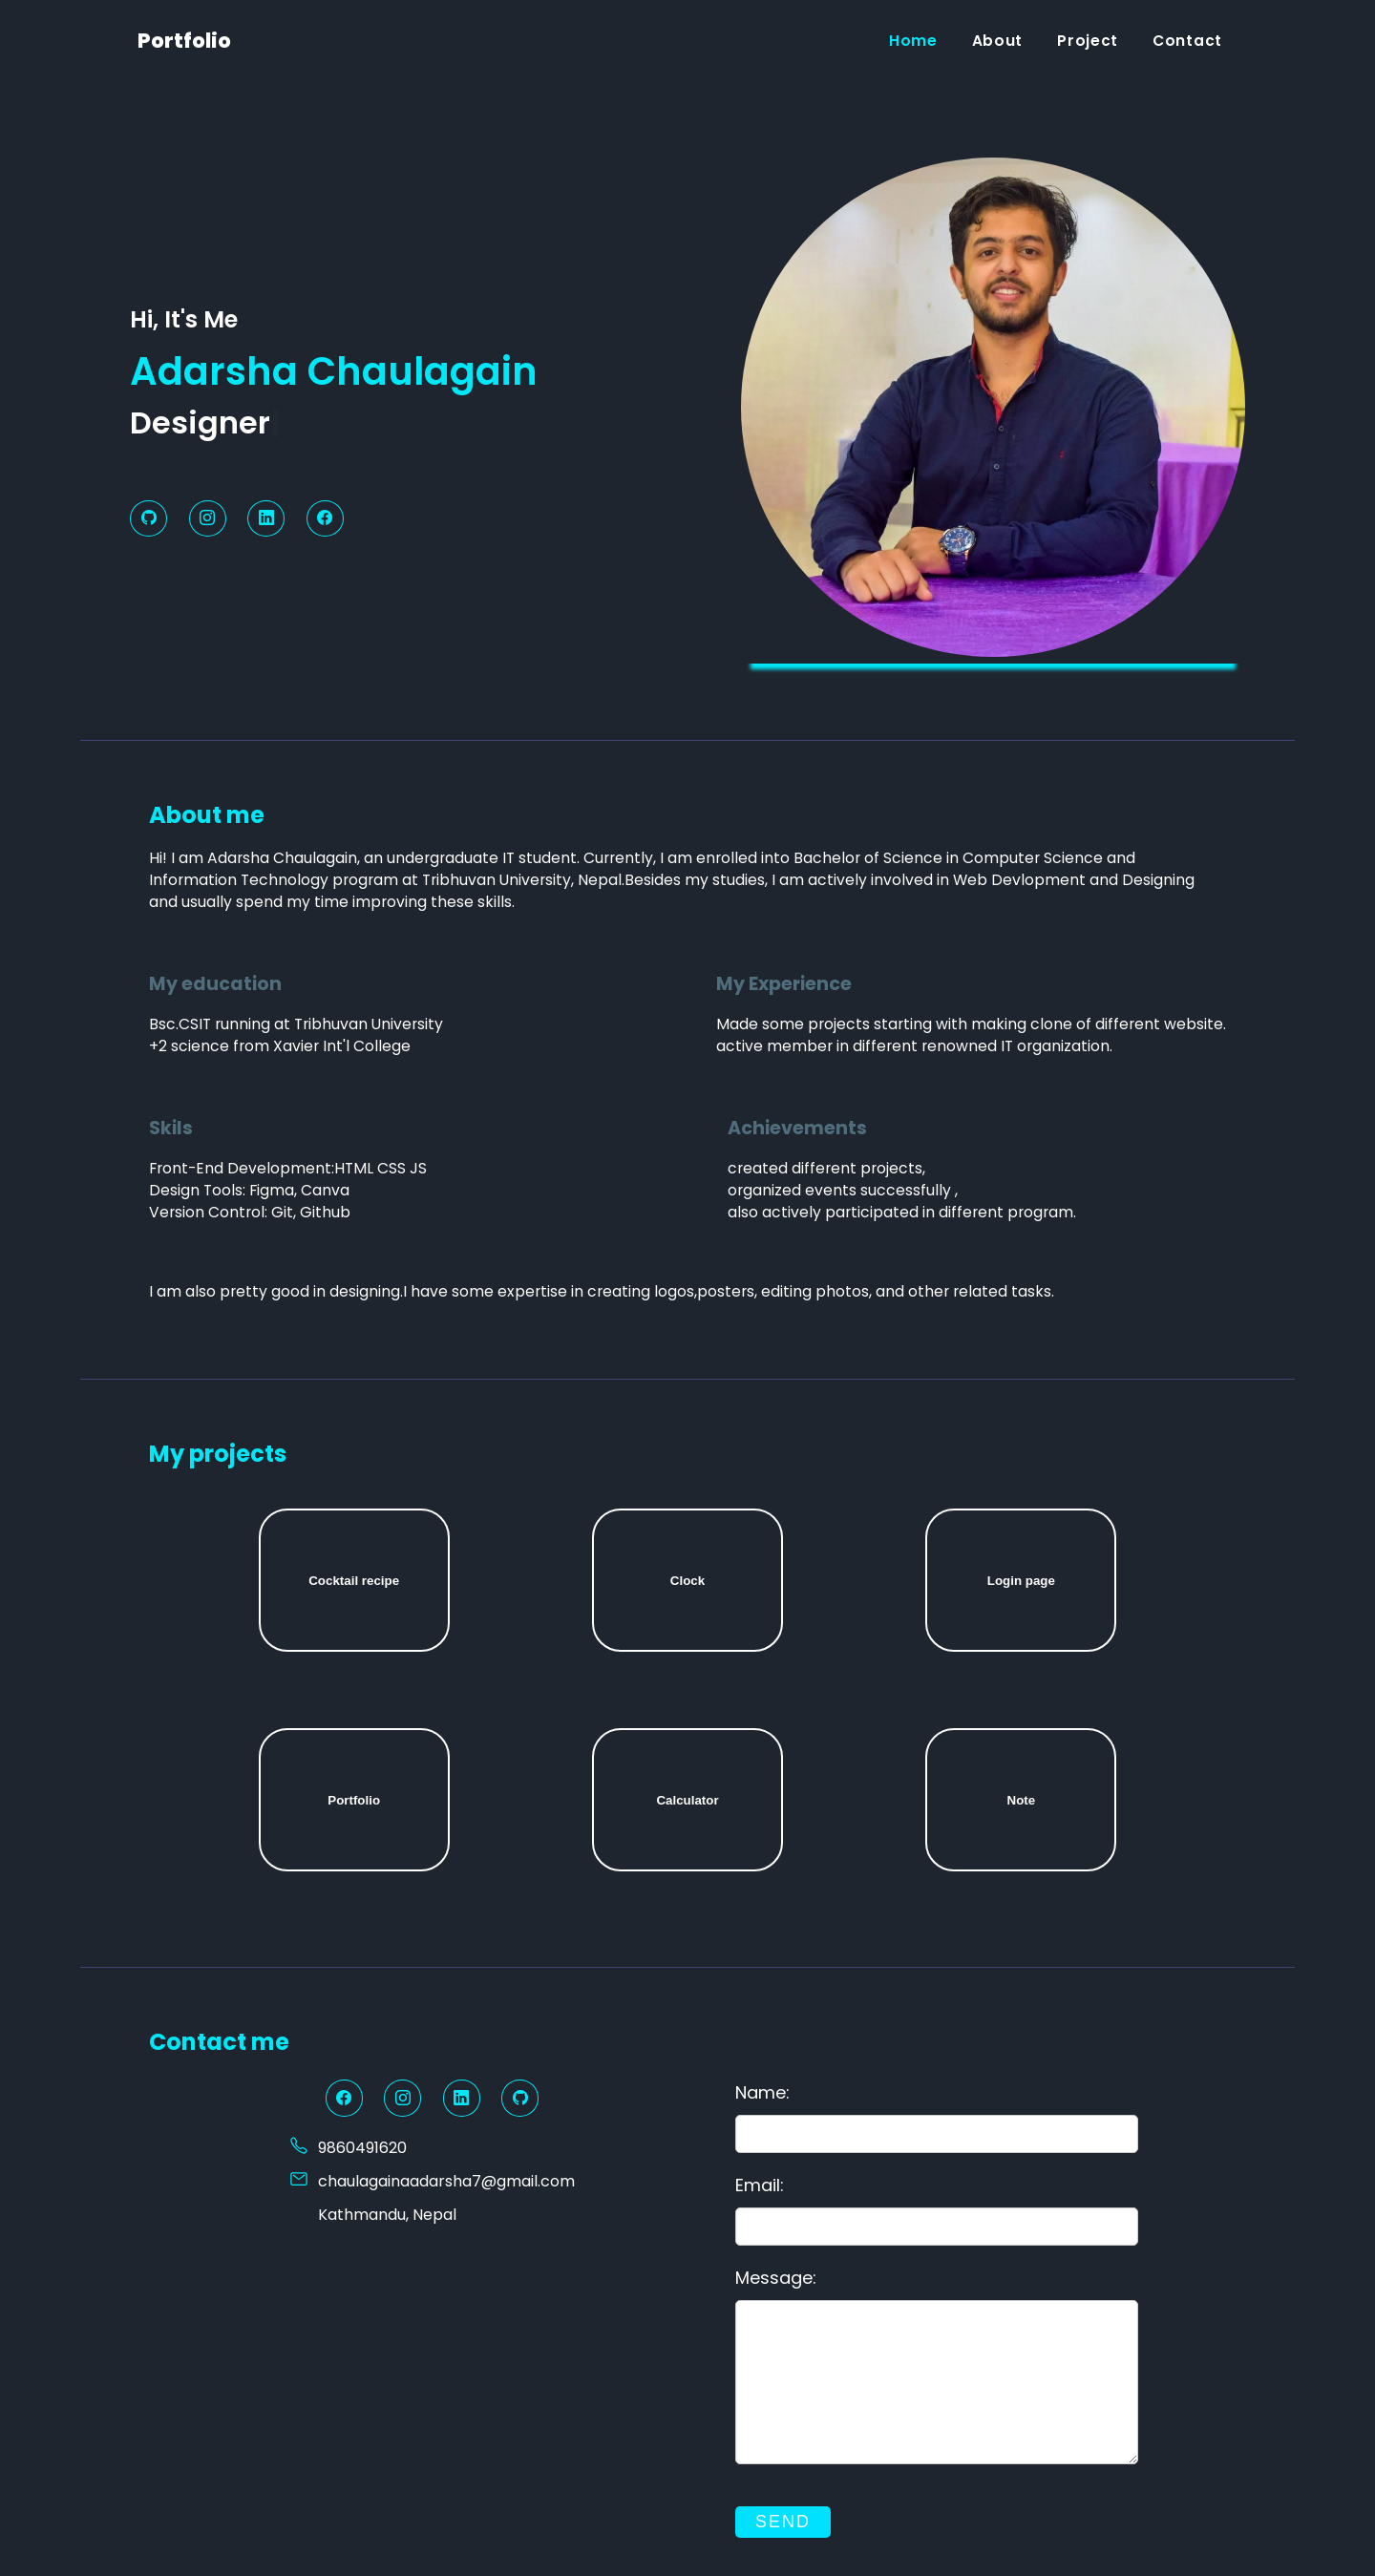 Portfolio
Home
About
Project
Contact
Hi, It's Me
Adarsha Chaulagain
Designer
About me
Hi! I am Adarsha Chaulagain, an undergraduate IT student. Currently, I am enrolled into Bachelor of Science in Computer Science and
Information Technology program at Tribhuvan University, Nepal.Besides my studies, I am actively involved in Web Devlopment and Designing
and usually spend my time improving these skills.
My education
Bsc.CSIT running at Tribhuvan University
+2 science from Xavier Int'l College
My Experience
Made some projects starting with making clone of different website.
active member in different renowned IT organization.
Skils
Front-End Development:HTML CSS JS
Design Tools: Figma, Canva
Version Control: Git, Github
Achievements
created different projects,
organized events successfully ,
also actively participated in different program.
I am also pretty good in designing.I have some expertise in creating logos,posters, editing photos, and other related tasks.
My projects
Cocktail recipe
Clock
Login page
Portfolio
Calculator
Note
Contact me
9860491620
chaulagainaadarsha7@gmail.com
Kathmandu, Nepal
Name:
Email:
Message:
SEND